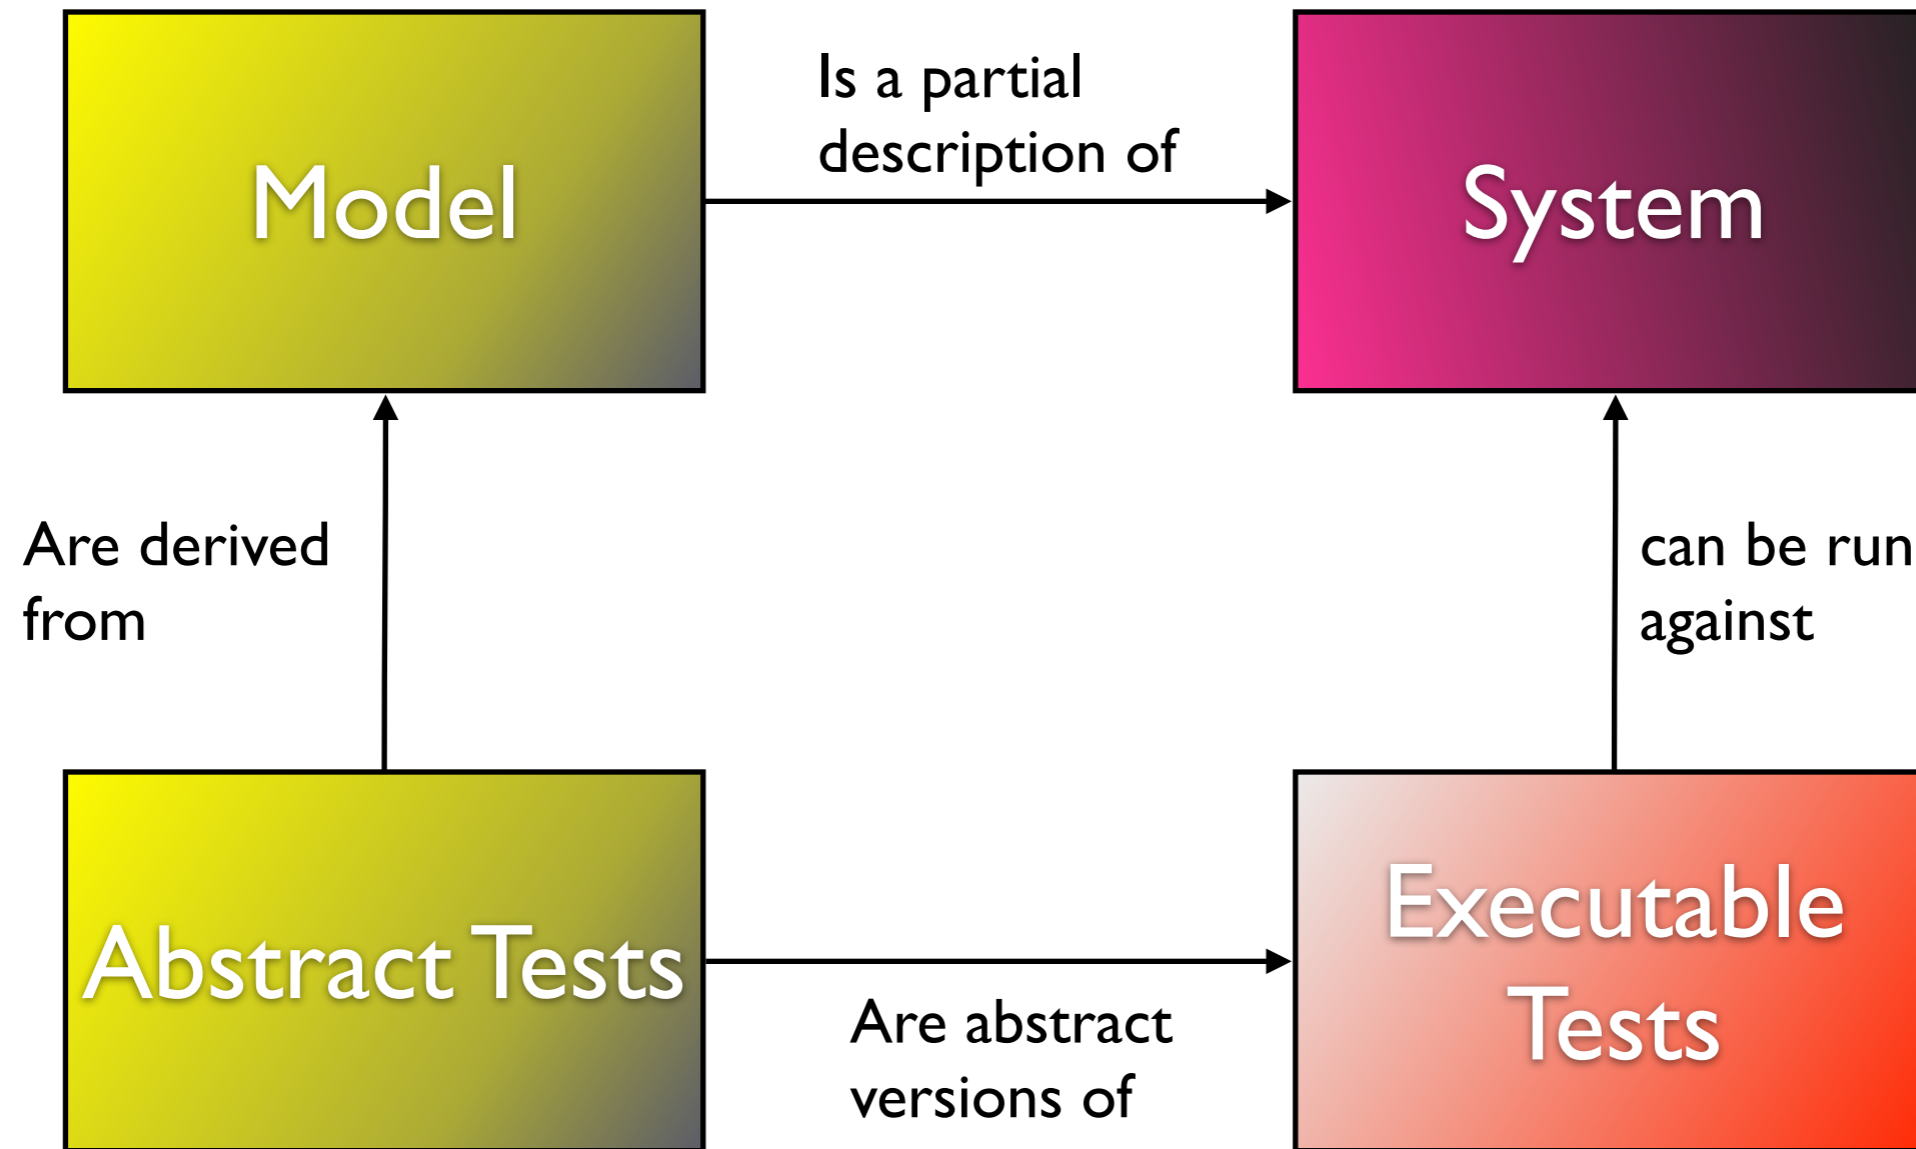 Model
Is a partial
description of
System
Are derived
from
can be run
against
Abstract Tests
Are abstract
versions of
Executable
Tests